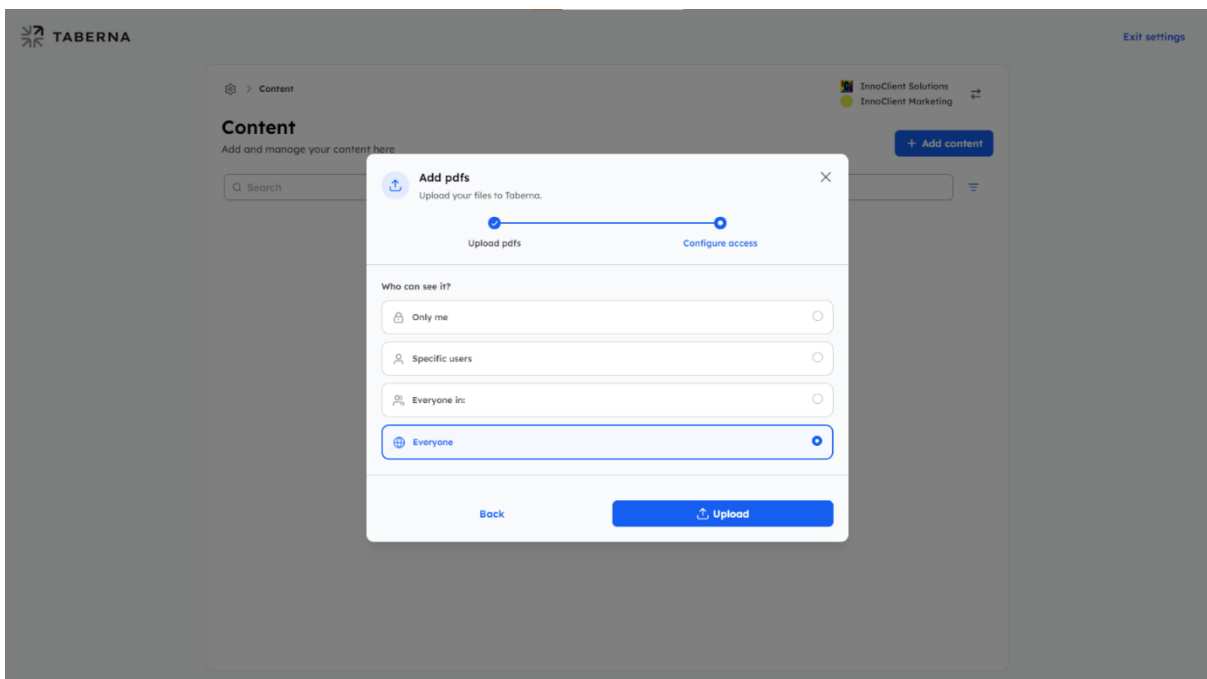 TABERNA
Exit settings
> Content
InnoClient Solutions
InnoClient Marketing
Content
Add and manage your content here
+ Add content
Search
Add pdfs
Upload your files to Taberna.
Upload pdfs
Configure access
Who can see it?
Only me
Specific users
Everyone in:
Everyone
Back
Upload